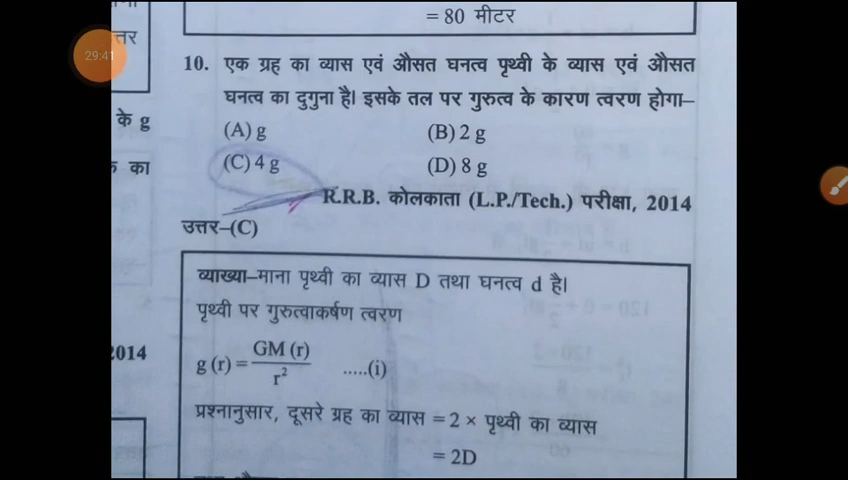 = 80 मीटर
त्तर
29:41
10. एक ग्रह का व्यास एवं औसत घनत्व पृथ्वी के व्यास एवं औसत
घनत्व का दुगुना है। इसके तल पर गुरुत्व के कारण त्वरण होगा–
के g
(A) g (B) 2 g
का
(C) 4 g (D) 8 g
R.R.B. कोलकाता (L.P./Tech.) परीक्षा, 2014
उत्तर–(C)
व्याख्या–माना पृथ्वी का व्यास D तथा घनत्व d है।
पृथ्वी पर गुरुत्वाकर्षण त्वरण
2014
g (r) = GM (r) / r² .....(i)
प्रश्नानुसार, दूसरे ग्रह का व्यास = 2 × पृथ्वी का व्यास
= 2D